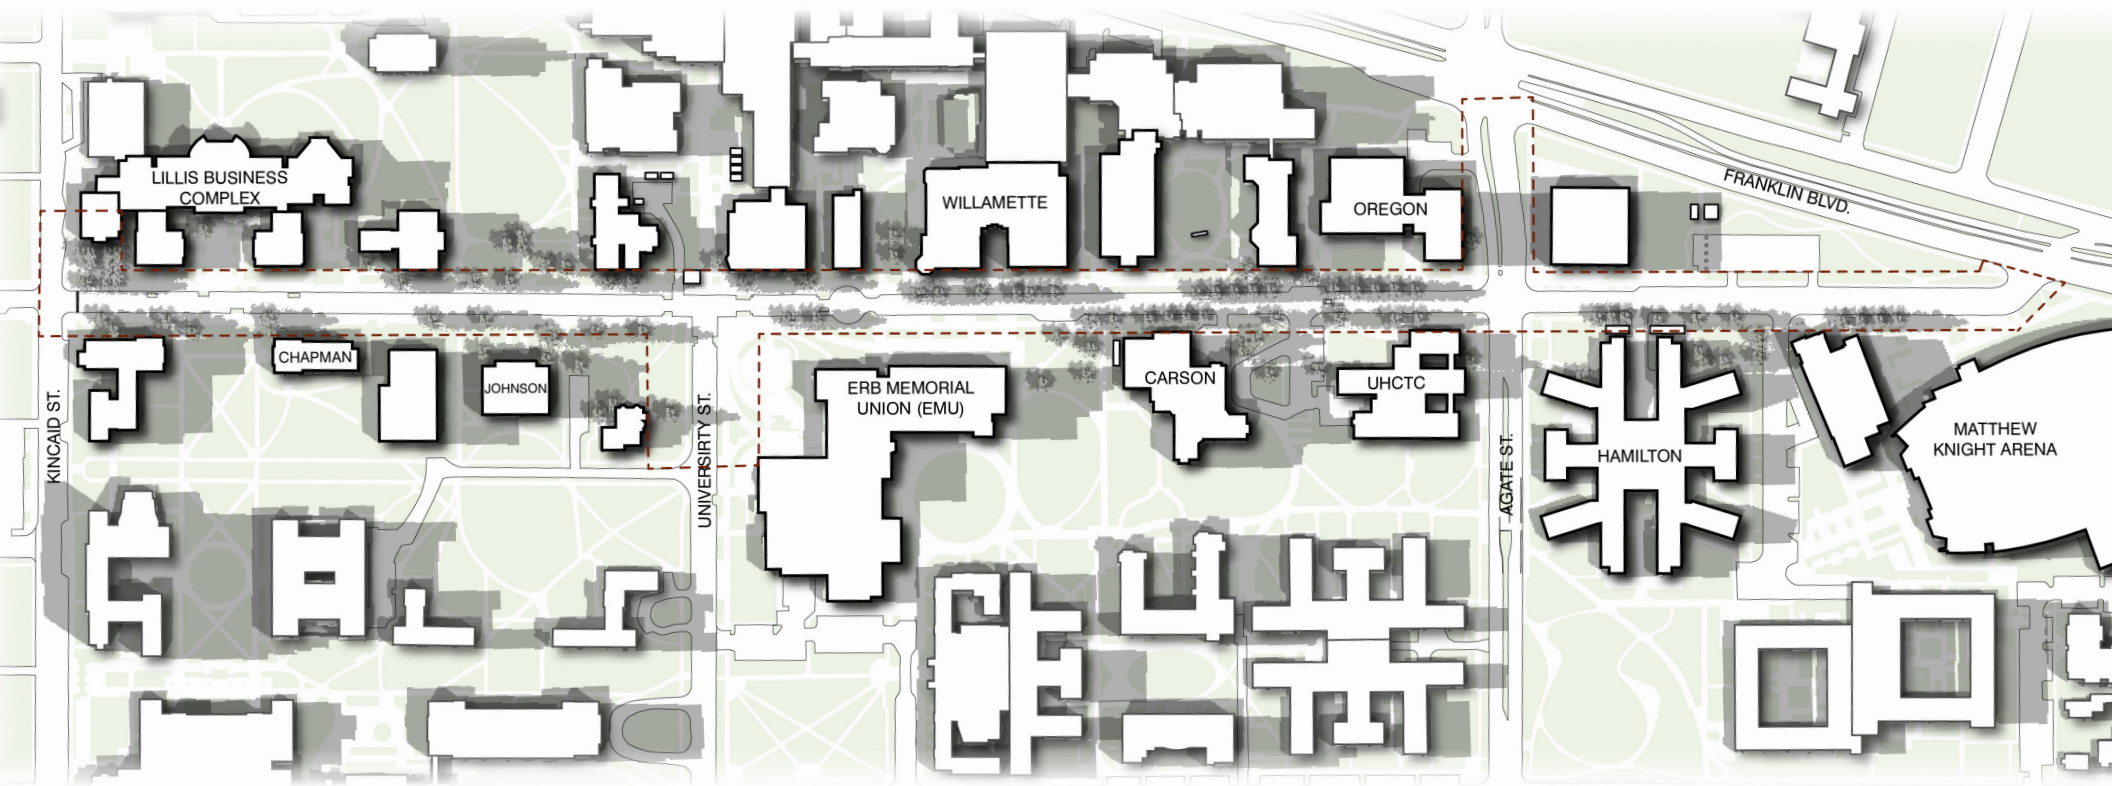 LILLIS BUSINESS
COMPLEX
WILLAMETTE
OREGON
FRANKLIN BLVD.
CHAPMAN
JOHNSON
ERB MEMORIAL
UNION (EMU)
CARSON
UHCTC
KINCAID ST.
UNIVERSIRTY ST.
AGATE ST.
HAMILTON
MATTHEW
KNIGHT ARENA